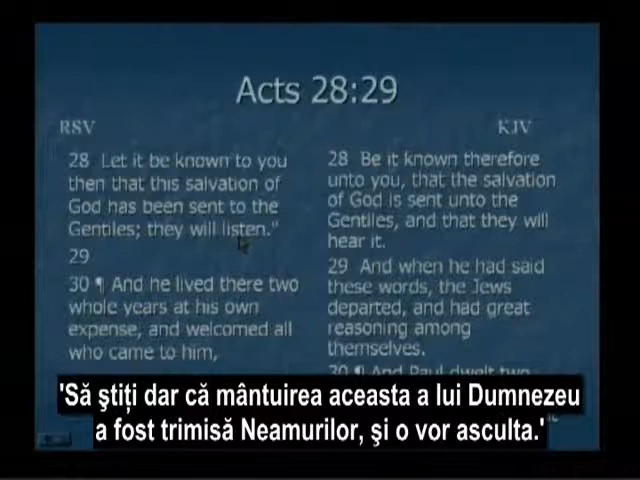 Acts 28:29
RSV
28 Let it be known to you
then that this salvation of
God has been sent to the
Gentiles; they will listen."
29
30 ¶ And he lived there two
whole years at his own
expense, and welcomed all
who came to him,
KJV
28 Be it known therefore
unto you, that the salvation
of God is sent unto the
Gentiles, and that they will
hear it.
29 And when he had said
these words, the Jews
departed, and had great
reasoning among
themselves.
30 ¶ And Paul dwelt two
'Să ştiţi dar că mântuirea aceasta a lui Dumnezeu
a fost trimisă Neamurilor, şi o vor asculta.'